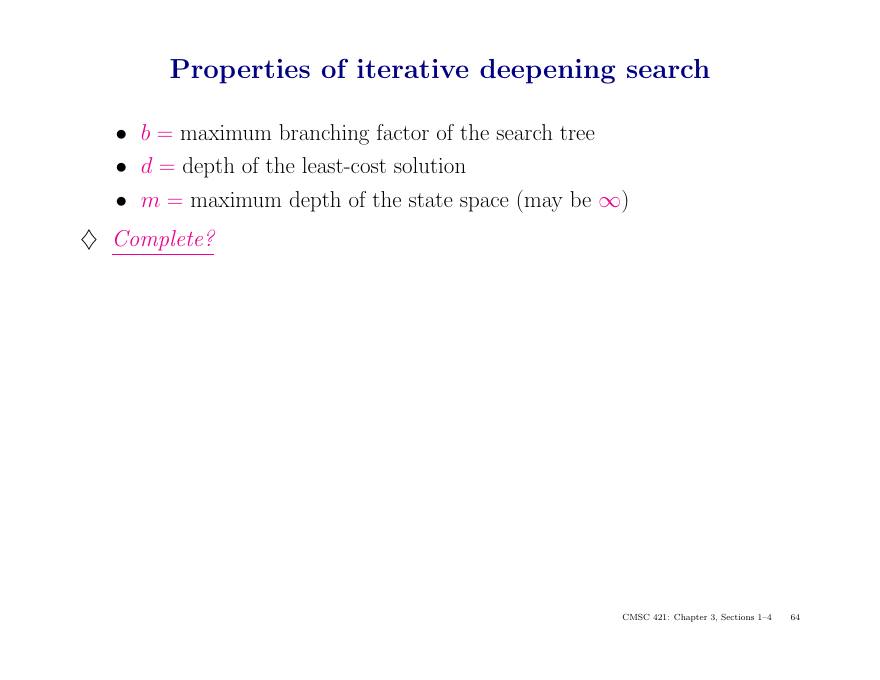 Properties of iterative deepening search
• b = maximum branching factor of the search tree
• d = depth of the least-cost solution
• m = maximum depth of the state space (may be ∞)
♢ Complete?
CMSC 421: Chapter 3, Sections 1–4 64